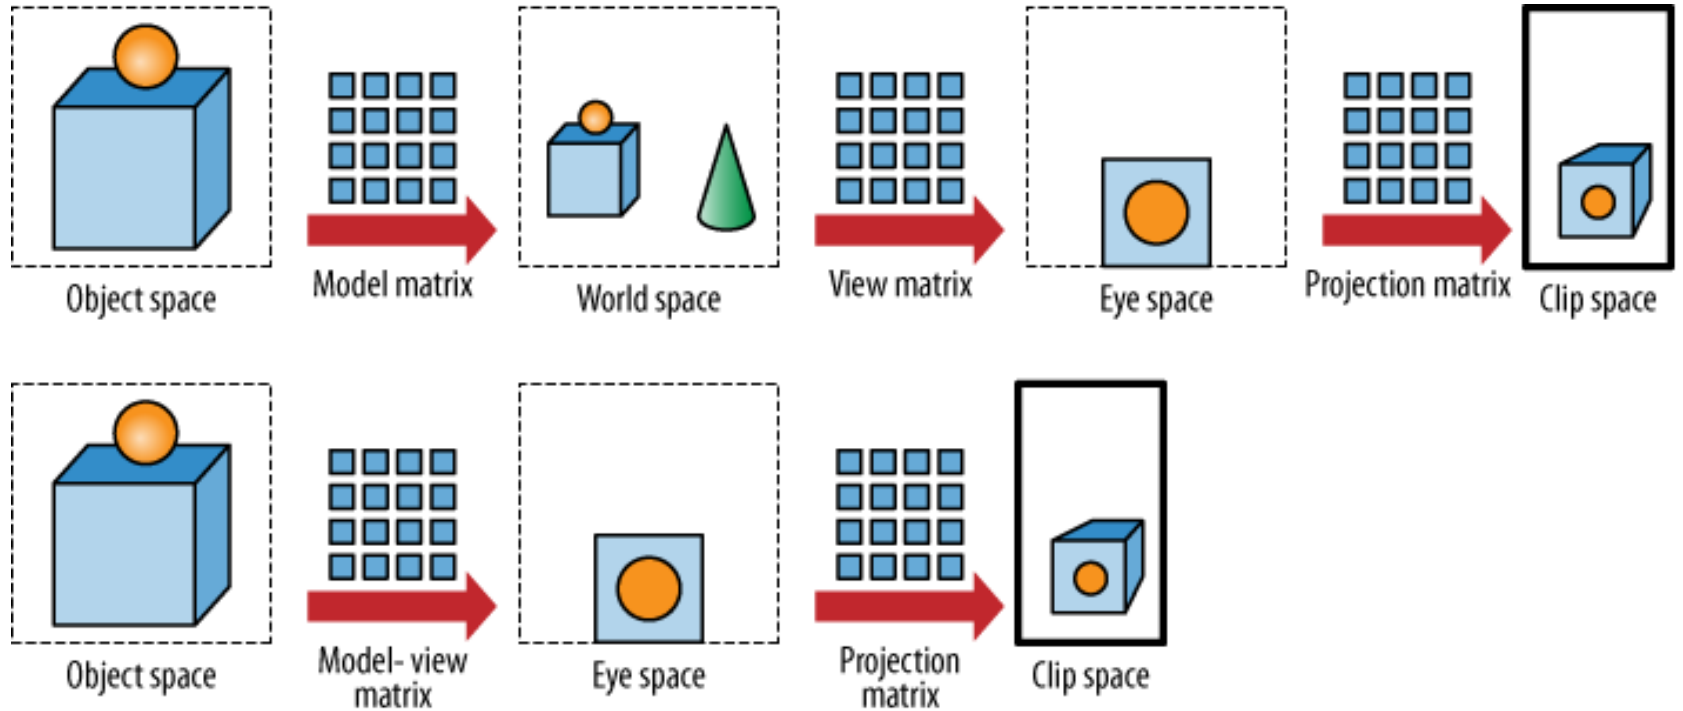 Object space
Model matrix
World space
View matrix
Eye space
Projection matrix
Clip space
Object space
Model- view
matrix
Eye space
Projection
matrix
Clip space